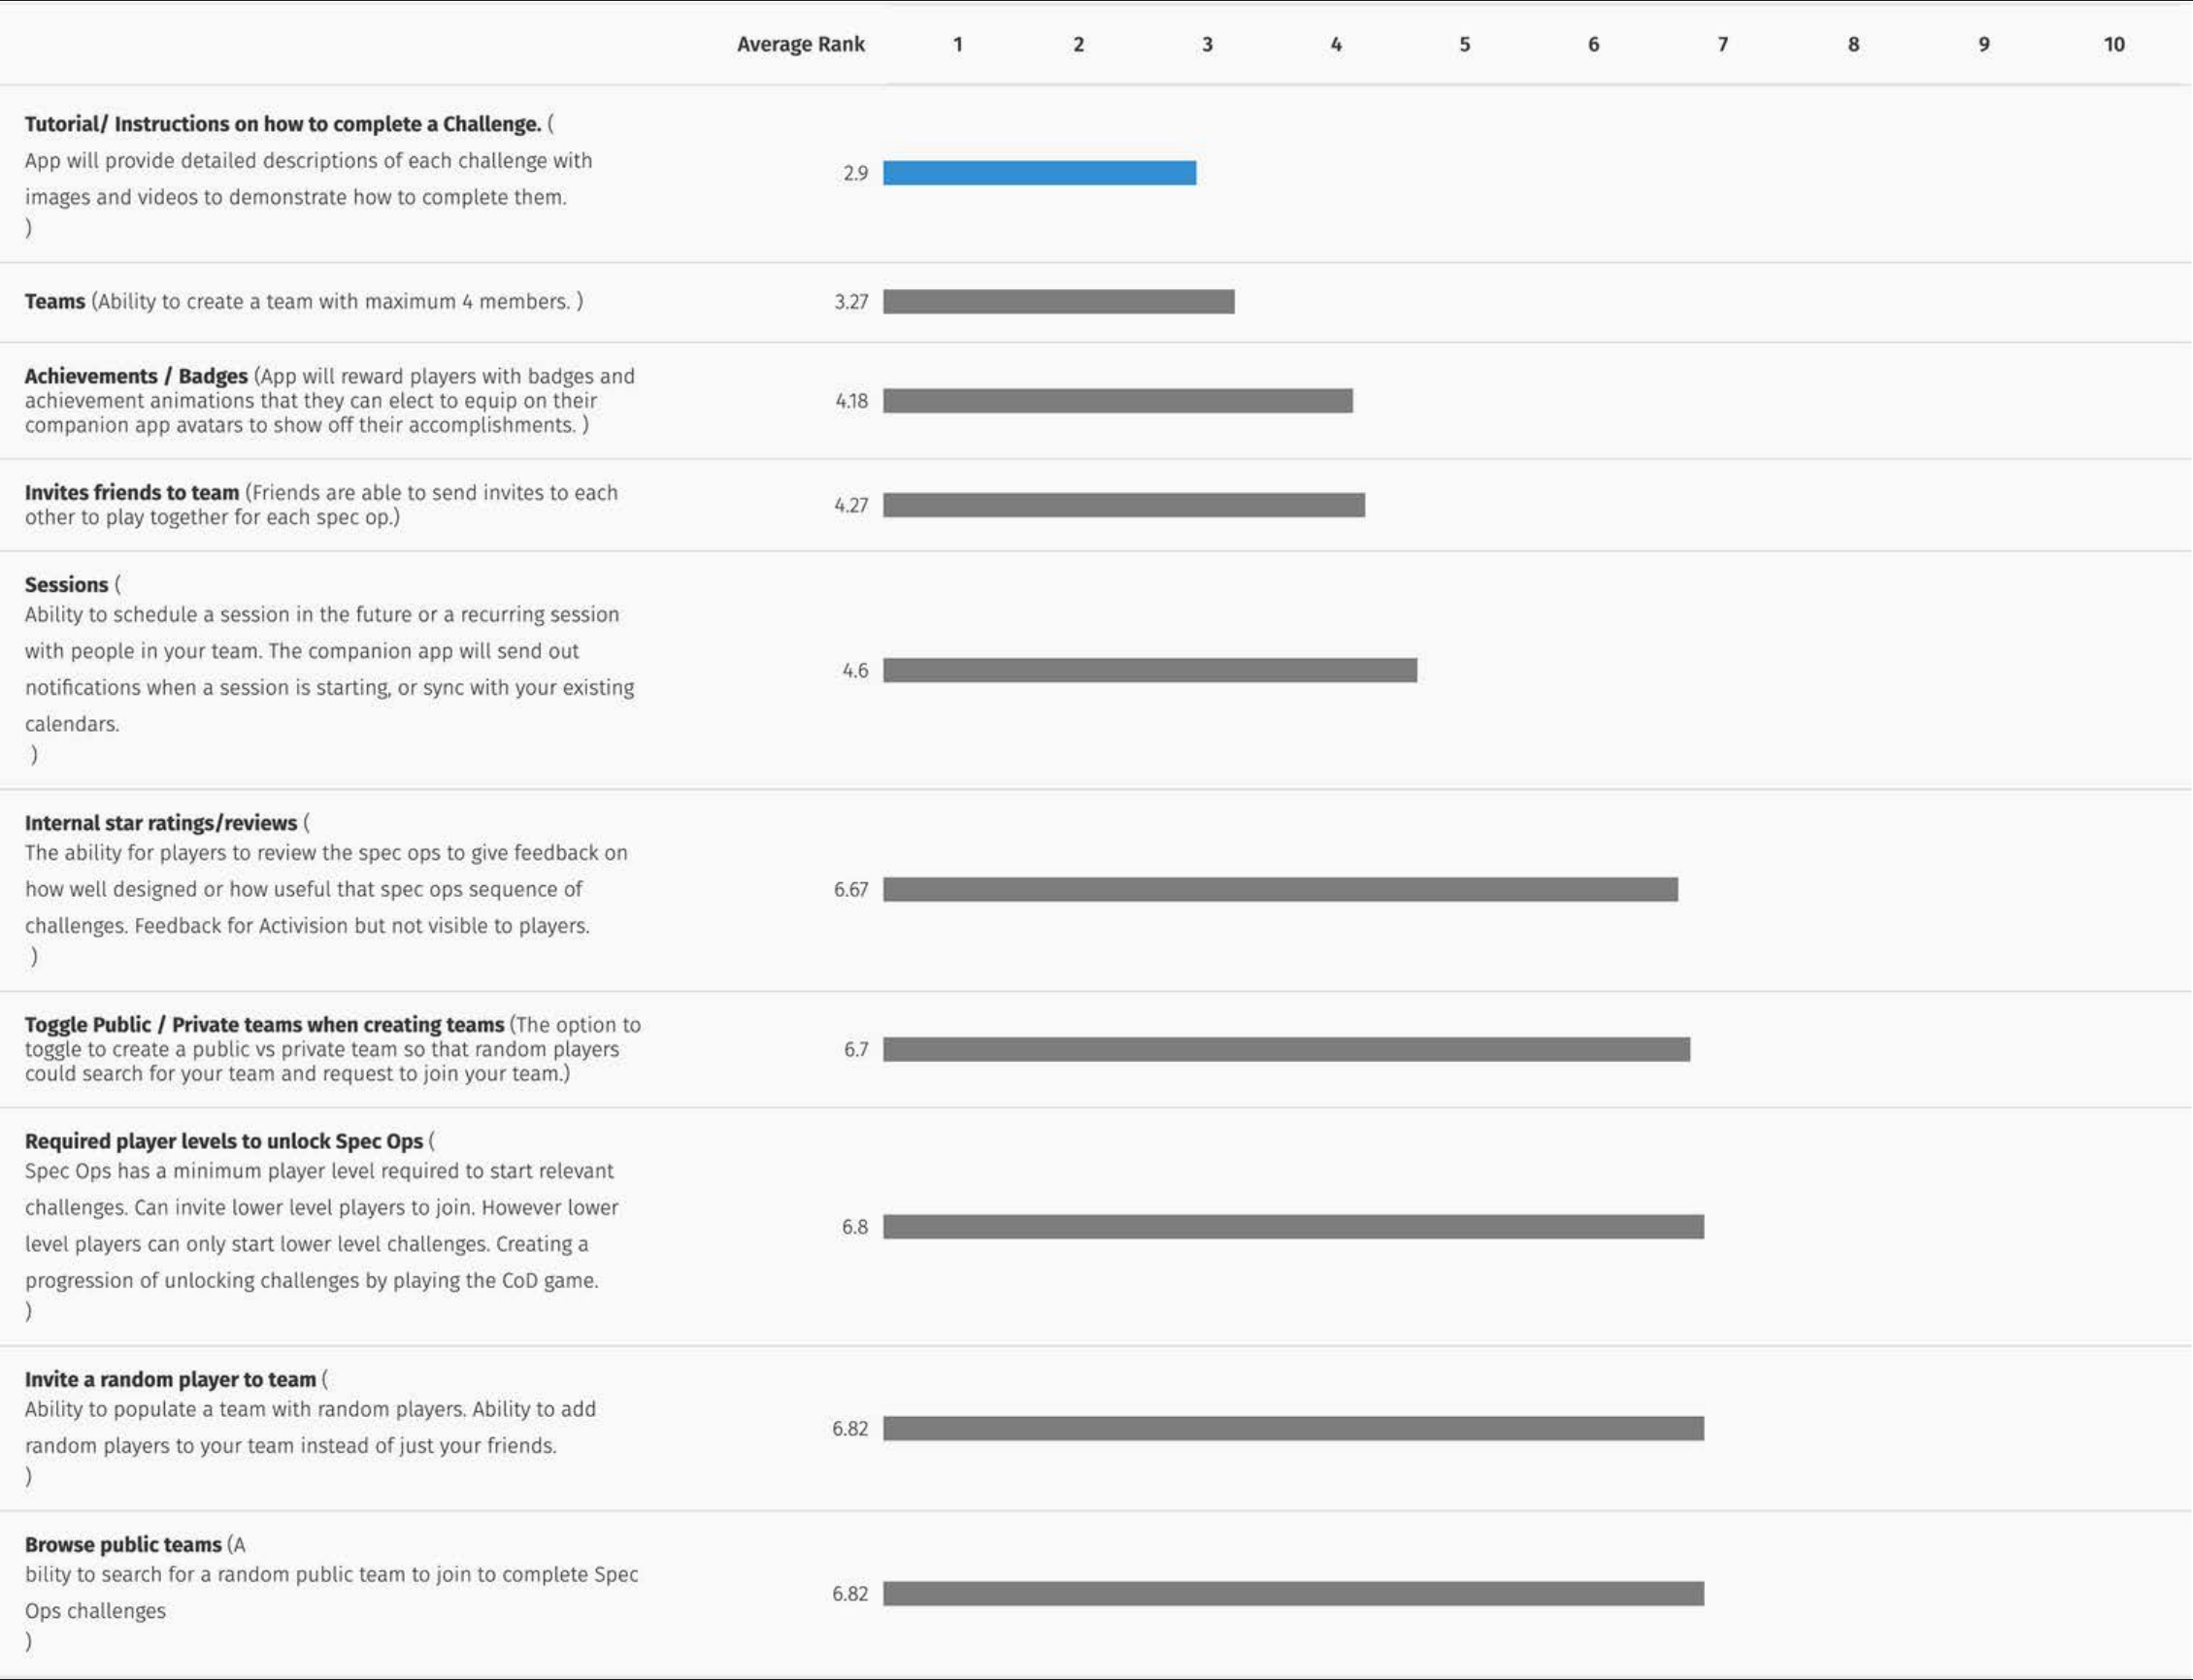 Average Rank 1 2 3 4 5 6 7 8 9 10
Tutorial/ Instructions on how to complete a Challenge. (
App will provide detailed descriptions of each challenge with
images and videos to demonstrate how to complete them.
)
2.9
Teams (Ability to create a team with maximum 4 members. )
3.27
Achievements / Badges (App will reward players with badges and
achievement animations that they can elect to equip on their
companion app avatars to show off their accomplishments. )
4.18
Invites friends to team (Friends are able to send invites to each
other to play together for each spec op.)
4.27
Sessions (
Ability to schedule a session in the future or a recurring session
with people in your team. The companion app will send out
notifications when a session is starting, or sync with your existing
calendars.
)
4.6
Internal star ratings/reviews (
The ability for players to review the spec ops to give feedback on
how well designed or how useful that spec ops sequence of
challenges. Feedback for Activision but not visible to players.
)
6.67
Toggle Public / Private teams when creating teams (The option to
toggle to create a public vs private team so that random players
could search for your team and request to join your team.)
6.7
Required player levels to unlock Spec Ops (
Spec Ops has a minimum player level required to start relevant
challenges. Can invite lower level players to join. However lower
level players can only start lower level challenges. Creating a
progression of unlocking challenges by playing the CoD game.
)
6.8
Invite a random player to team (
Ability to populate a team with random players. Ability to add
random players to your team instead of just your friends.
)
6.82
Browse public teams (A
bility to search for a random public team to join to complete Spec
Ops challenges
)
6.82